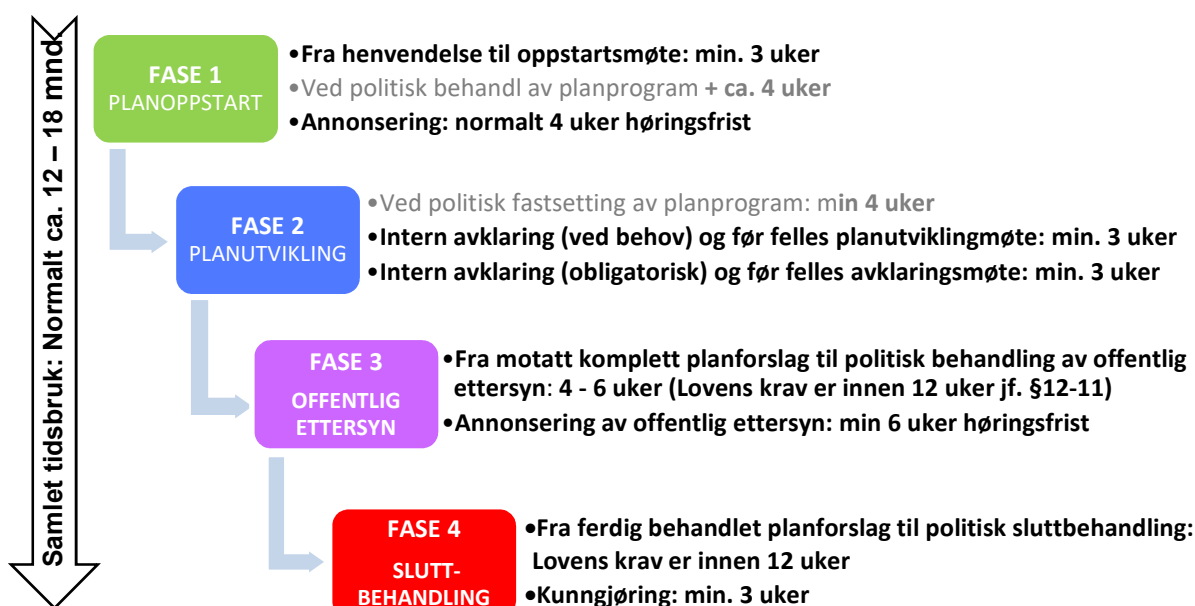 Samlet tidsbruk: Normalt ca. 12 – 18 mnd.
FASE 1
PLANOPPSTART
•Fra henvendelse til oppstartsmøte: min. 3 uker
•Ved politisk behandl av planprogram + ca. 4 uker
•Annonsering: normalt 4 uker høringsfrist
FASE 2
PLANUTVIKLING
•Ved politisk fastsetting av planprogram: min 4 uker
•Intern avklaring (ved behov) og før felles planutviklingmøte: min. 3 uker
•Intern avklaring (obligatorisk) og før felles avklaringsmøte: min. 3 uker
FASE 3
OFFENTLIG
ETTERSYN
•Fra motatt komplett planforslag til politisk behandling av offentlig
ettersyn: 4 - 6 uker (Lovens krav er innen 12 uker jf. §12-11)
•Annonsering av offentlig ettersyn: min 6 uker høringsfrist
FASE 4
SLUTT-
BEHANDLING
•Fra ferdig behandlet planforslag til politisk sluttbehandling:
Lovens krav er innen 12 uker
•Kunngjøring: min. 3 uker